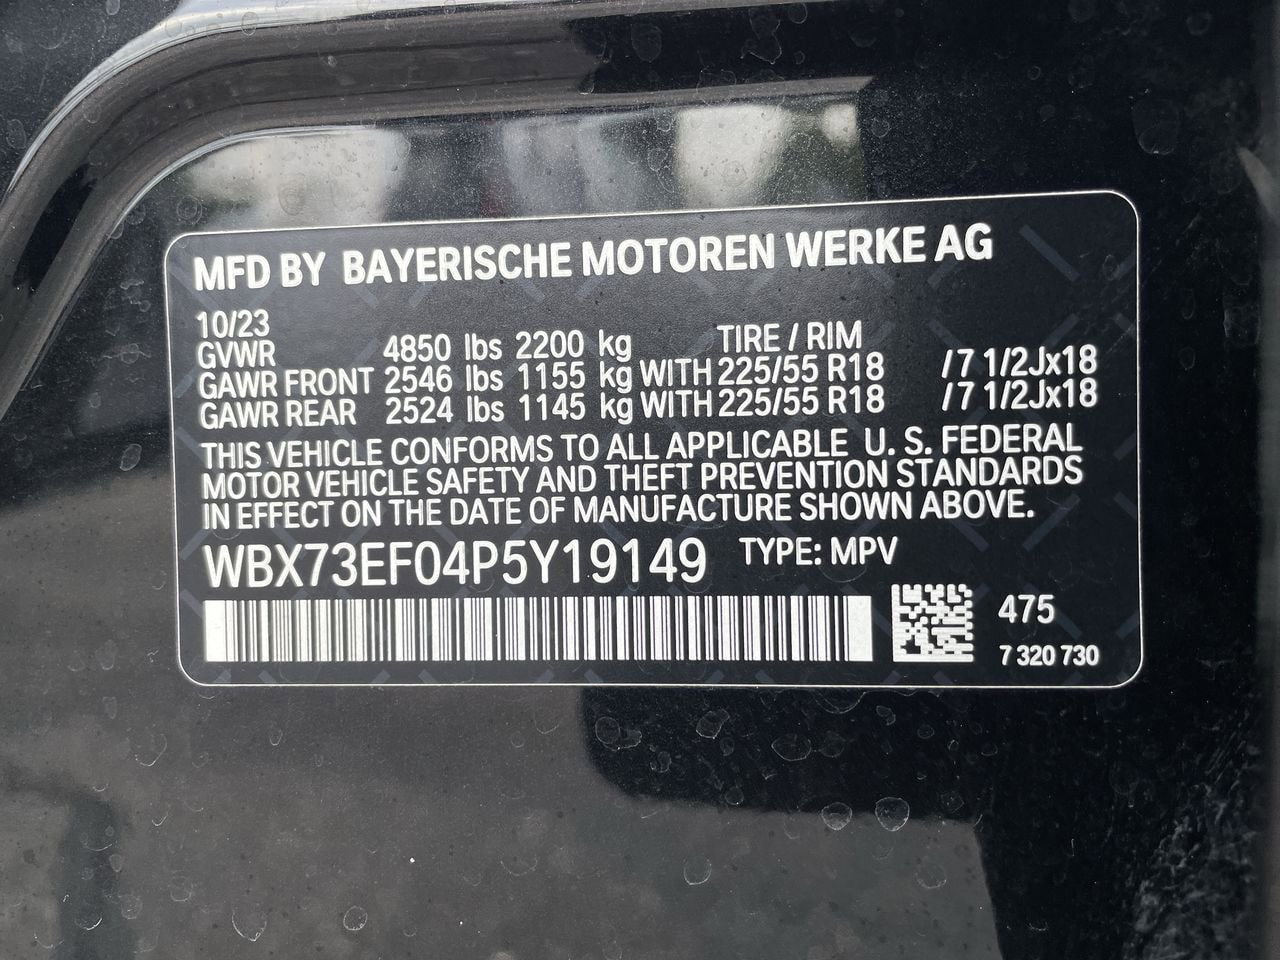 MFD BY BAYERISCHE MOTOREN WERKE AG
10/23
GVWR 4850 lbs 2200 kg TIRE / RIM
GAWR FRONT 2546 lbs 1155 kg WITH 225/55 R18 /7 1/2Jx18
GAWR REAR 2524 lbs 1145 kg WITH 225/55 R18 /7 1/2Jx18
THIS VEHICLE CONFORMS TO ALL APPLICABLE U. S. FEDERAL
MOTOR VEHICLE SAFETY AND THEFT PREVENTION STANDARDS
IN EFFECT ON THE DATE OF MANUFACTURE SHOWN ABOVE.
WBX73EF04P5Y19149 TYPE: MPV
475
7 320 730